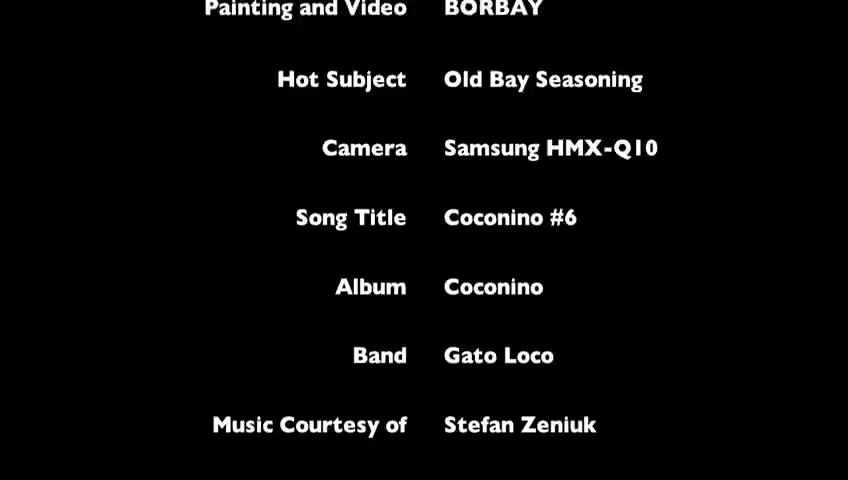 Painting and Video BORBAY
Hot Subject Old Bay Seasoning
Camera Samsung HMX-Q10
Song Title Coconino #6
Album Coconino
Band Gato Loco
Music Courtesy of Stefan Zeniuk